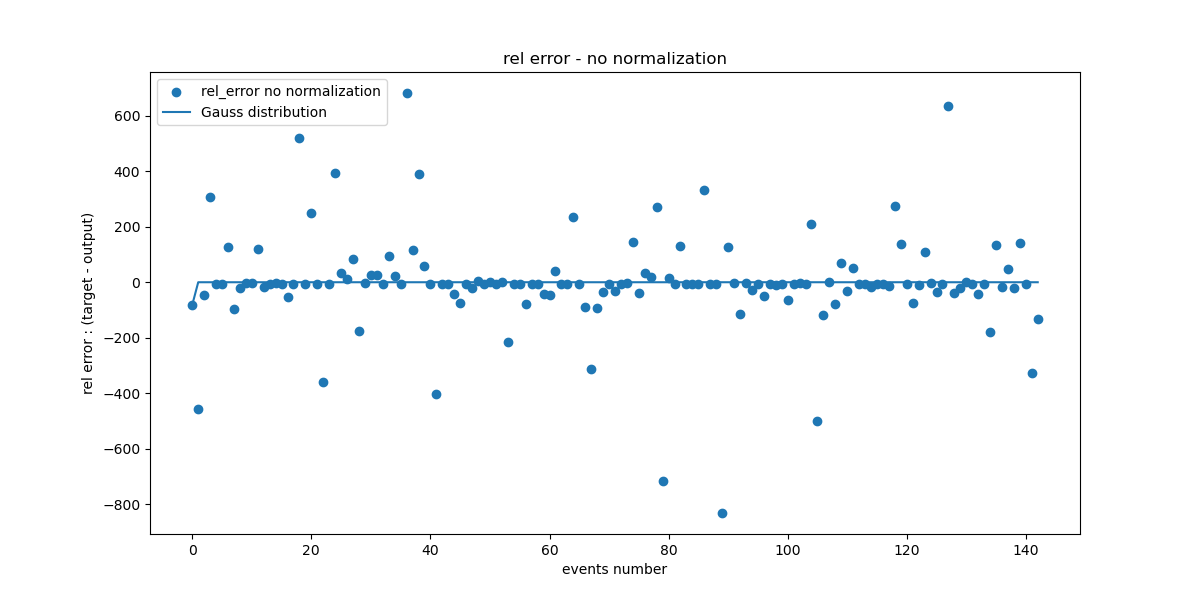 rel error - no normalization
rel_error no normalization
Gauss distribution
rel error : (target - output)
600
400
200
0
−200
−400
−600
−800
0 20 40 60 80 100 120 140
events number